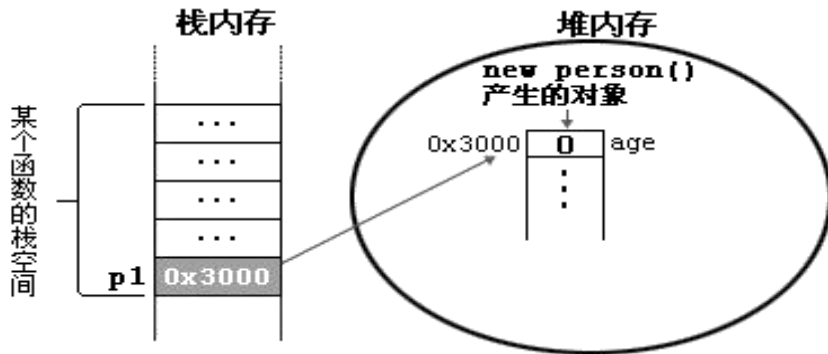 栈内存
堆内存
new person()
产生的对象
0x3000
0
age
某个函数的栈空间
...
...
...
...
p1
0x3000